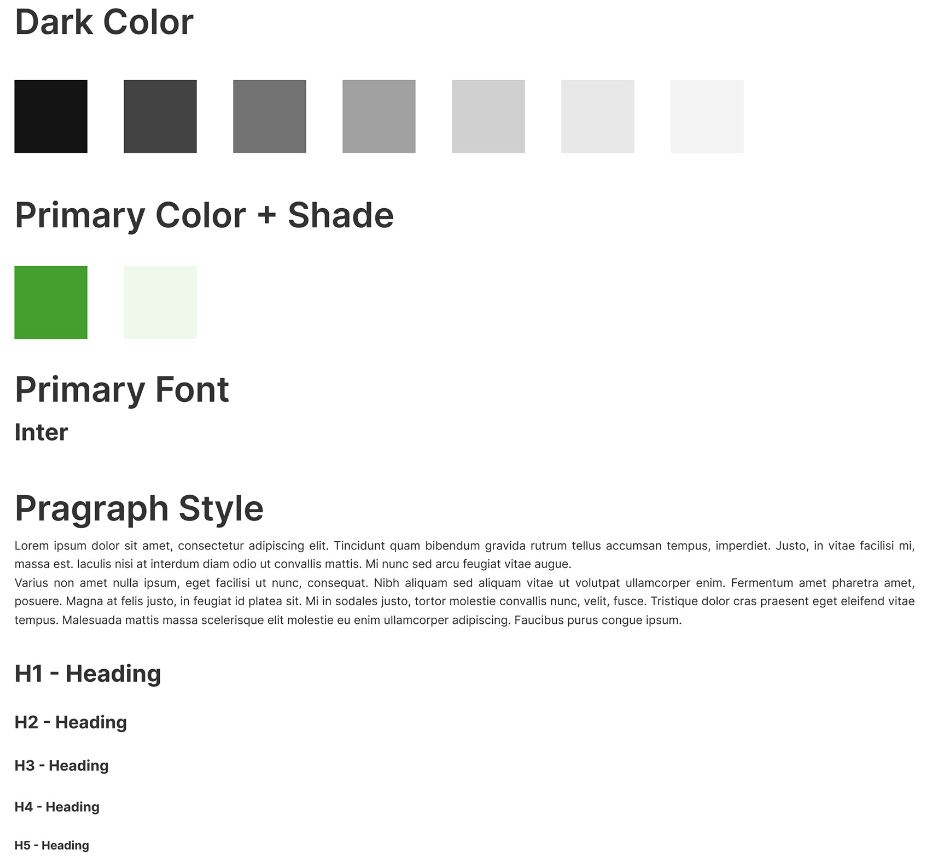 Dark Color
Primary Color + Shade
Primary Font
Inter
Pragraph Style
Lorem ipsum dolor sit amet, consectetur adipiscing elit. Tincidunt quam bibendum gravida rutrum tellus accumsan tempus, imperdiet. Justo, in vitae facilisi mi,
massa est. Iaculis nisi at interdum diam odio ut convallis mattis. Mi nunc sed arcu feugiat vitae augue.
Varius non amet nulla ipsum, eget facilisi ut nunc, consequat. Nibh aliquam sed aliquam vitae ut volutpat ullamcorper enim. Fermentum amet pharetra amet,
posuere. Magna at felis justo, in feugiat id platea sit. Mi in sodales justo, tortor molestie convallis nunc, velit, fusce. Tristique dolor cras praesent eget eleifend vitae
tempus. Malesuada mattis massa scelerisque elit molestie eu enim ullamcorper adipiscing. Faucibus purus congue ipsum.
H1 - Heading
H2 - Heading
H3 - Heading
H4 - Heading
H5 - Heading